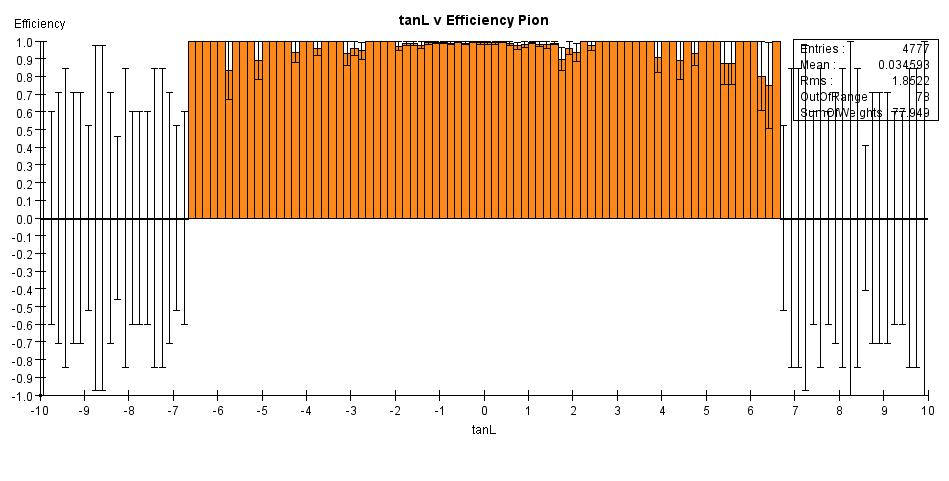 tanL v Efficiency Pion
Efficiency
1.0
0.9
0.8
0.7
0.6
0.5
0.4
0.3
0.2
0.1
0.0
-0.1
-0.2
-0.3
-0.4
-0.5
-0.6
-0.7
-0.8
-0.9
-1.0
Entries : 4777
Mean : 0.034593
Rms : 1.8522
OutOfRange 78
SumOfWeights 77.949
-10 -9 -8 -7 -6 -5 -4 -3 -2 -1 0 1 2 3 4 5 6 7 8 9 10
tanL